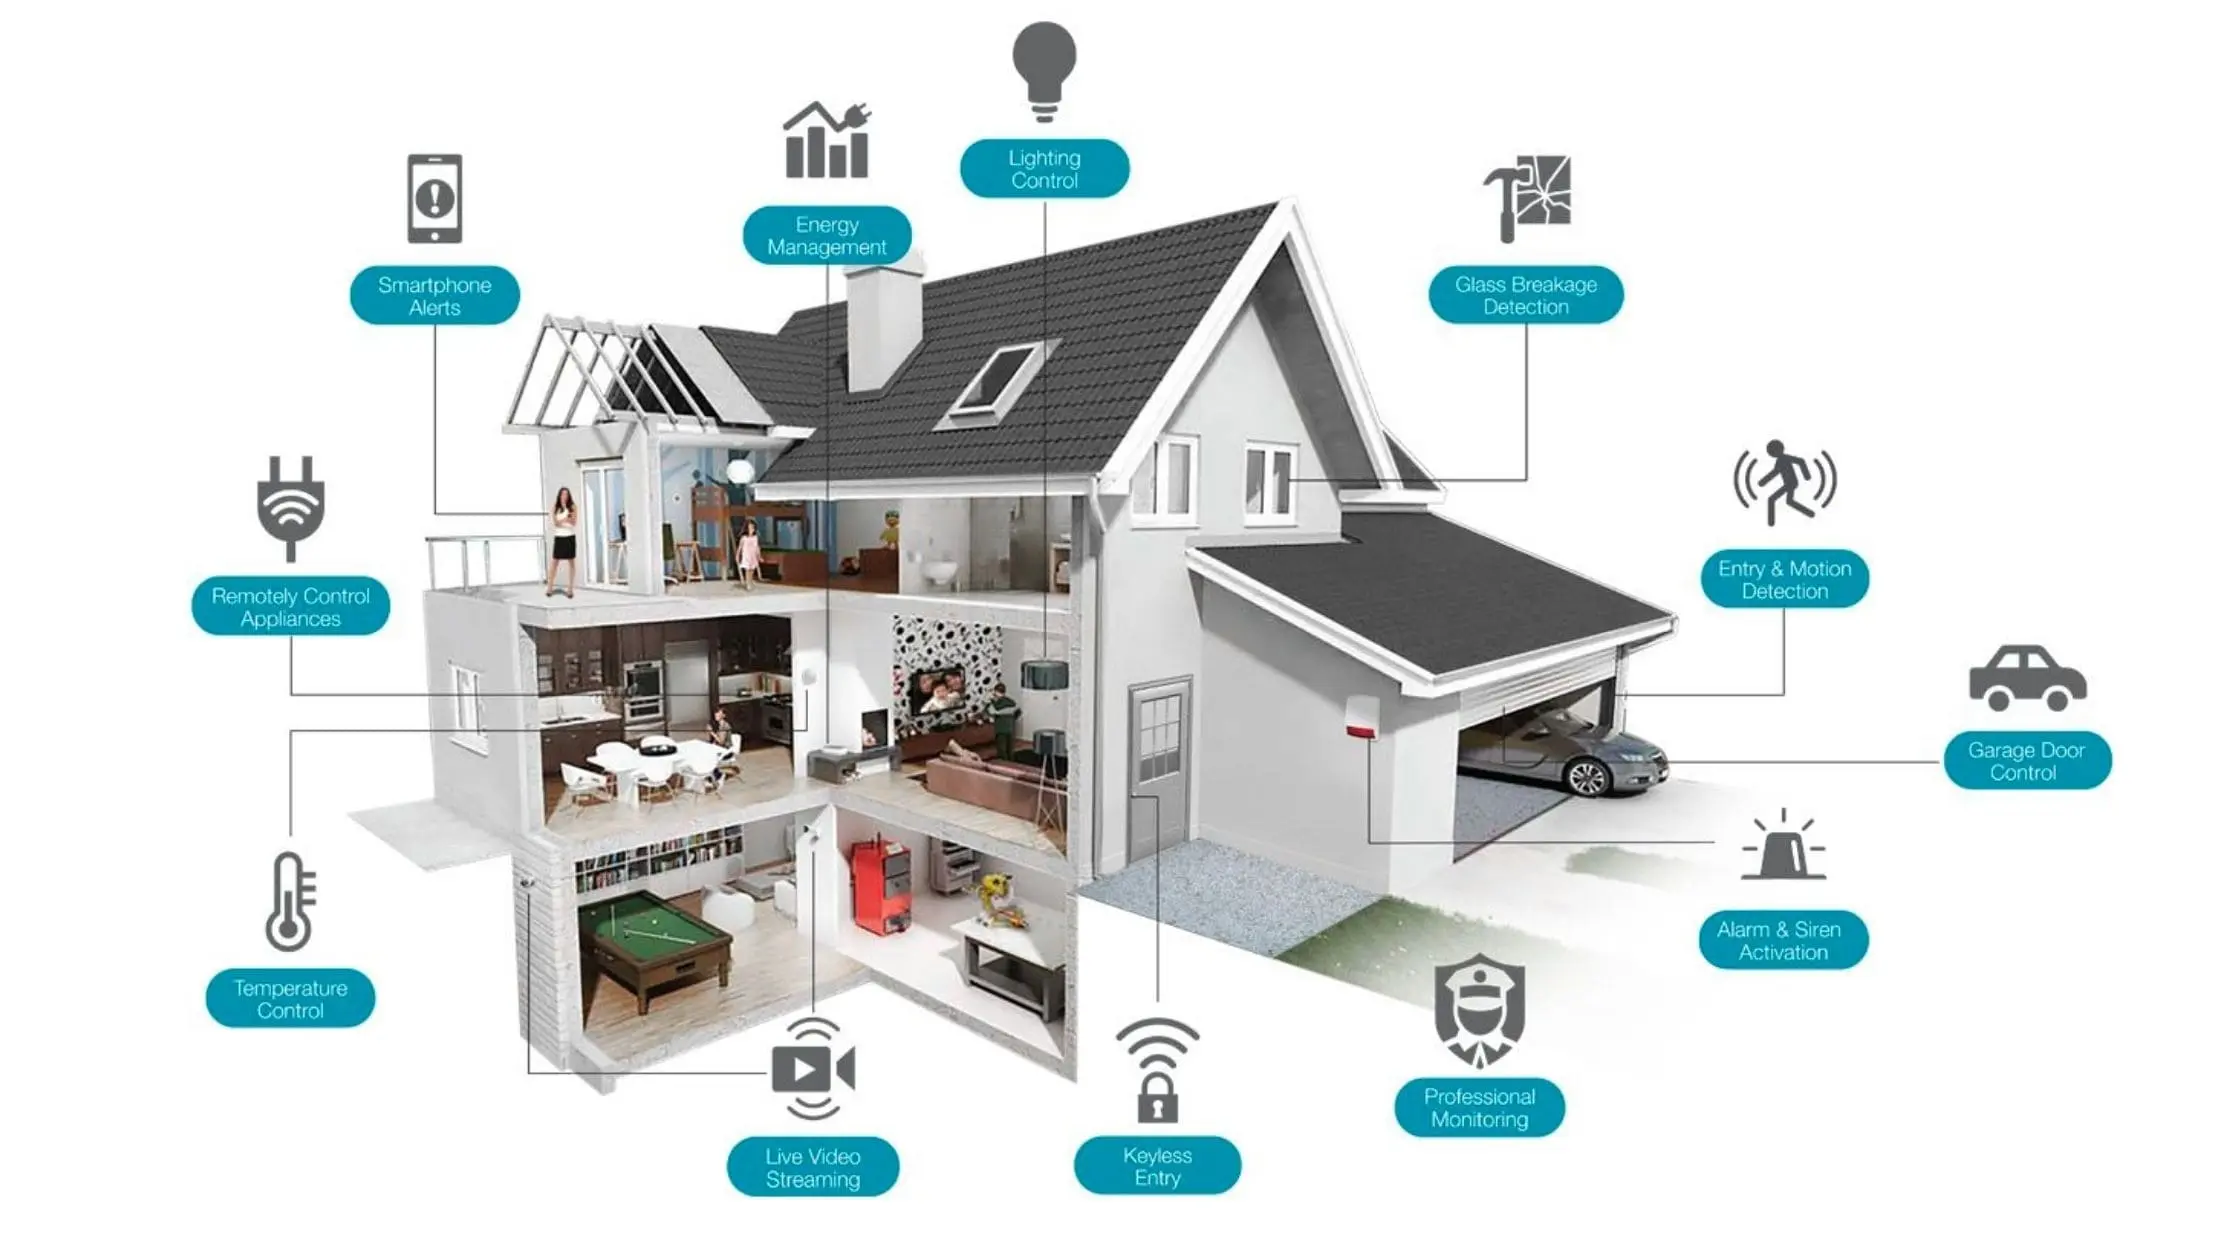 Lighting
Control
Energy
Management
Smartphone
Alerts
Glass Breakage
Detection
Remotely Control
Appliances
Entry & Motion
Detection
Garage Door
Control
Alarm & Siren
Activation
Temperature
Control
Professional
Monitoring
Live Video
Streaming
Keyless
Entry